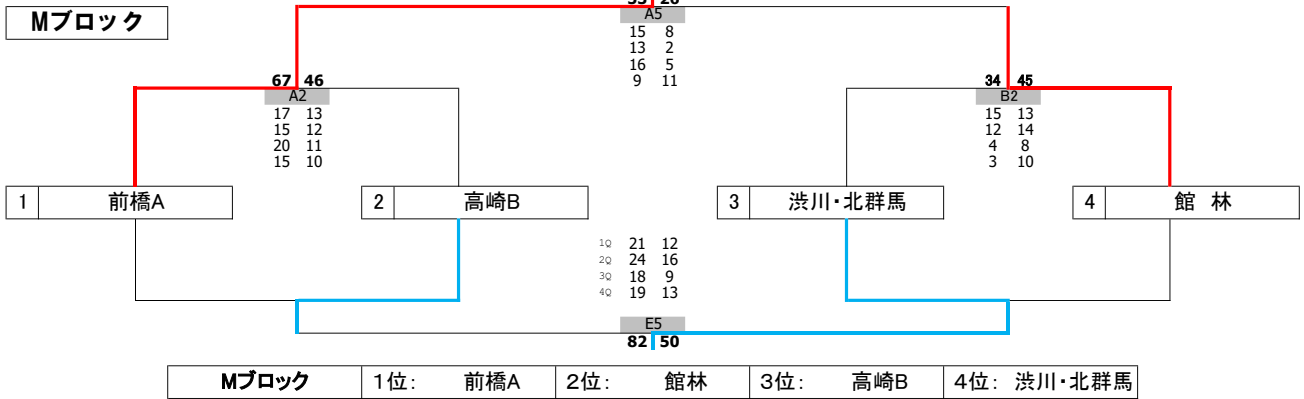 53 26
Mブロック
A5
15 8
13 2
16 5
9 11
67 46
A2
17 13
15 12
20 11
15 10
34 45
B2
15 13
12 14
4 8
3 10
1 前橋A
2 高崎B
3 渋川・北群馬
4 館 林
1Q 21 12
2Q 24 16
3Q 18 9
4Q 19 13
E5
82 50
Mブロック 1位: 前橋A 2位: 館林 3位: 高崎B 4位: 渋川・北群馬